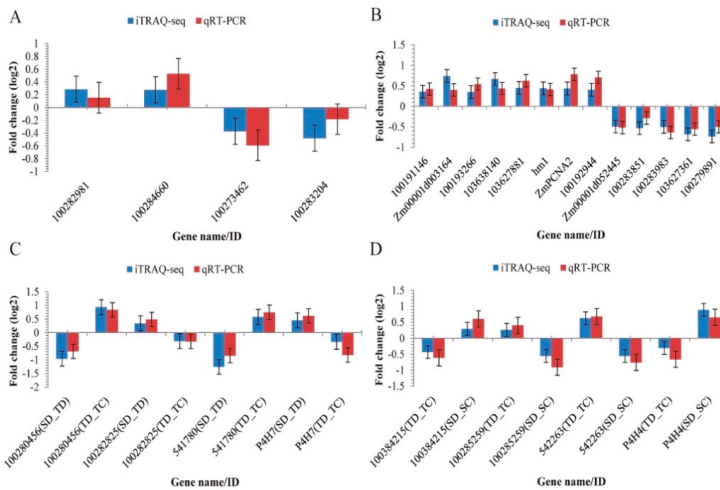 A
iTRAQ-seq qRT-PCR
Fold change (log2)
1
0.8
0.6
0.4
0.2
0
-0.2
-0.4
-0.6
-0.8
-1
100282981
100284660
100273462
100283204
Gene name/ID
B
iTRAQ-seq qRT-PCR
Fold change (log2)
1.5
1
0.5
0
-0.5
-1
-1.5
100191146
Zm00001d003164
100193266
103638140
103627881
hm1
ZmPCNA2
100192944
Zm00001d052445
100283851
100283983
103627361
100279891
Gene name/ID
C
iTRAQ-seq qRT-PCR
Fold change (log2)
1.5
1
0.5
0
-0.5
-1
-1.5
-2
100280456(SD_TD)
100280456(TD_TC)
100282825(SD_TD)
100282825(TD_TC)
541780(SD_TD)
541780(TD_TC)
P4H7(SD_TD)
P4H7(TD_TC)
Gene name/ID
D
iTRAQ-seq qRT-PCR
Fold change (log2)
1.5
1
0.5
0
-0.5
-1
-1.5
100384215(TD_TC)
100384215(SD_SC)
100285259(TD_TC)
100285259(SD_SC)
542263(TD_TC)
542263(SD_SC)
P4H4(TD_TC)
P4H4(SD_SC)
Gene name/ID